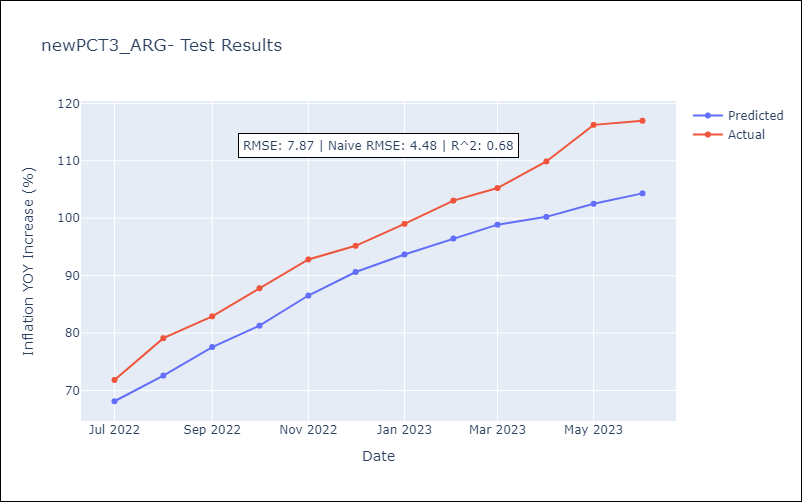 newPCT3_ARG- Test Results
120
110
100
90
80
70
Inflation YOY Increase (%)
RMSE: 7.87 | Naive RMSE: 4.48 | R^2: 0.68
Predicted
Actual
Jul 2022 Sep 2022 Nov 2022 Jan 2023 Mar 2023 May 2023
Date